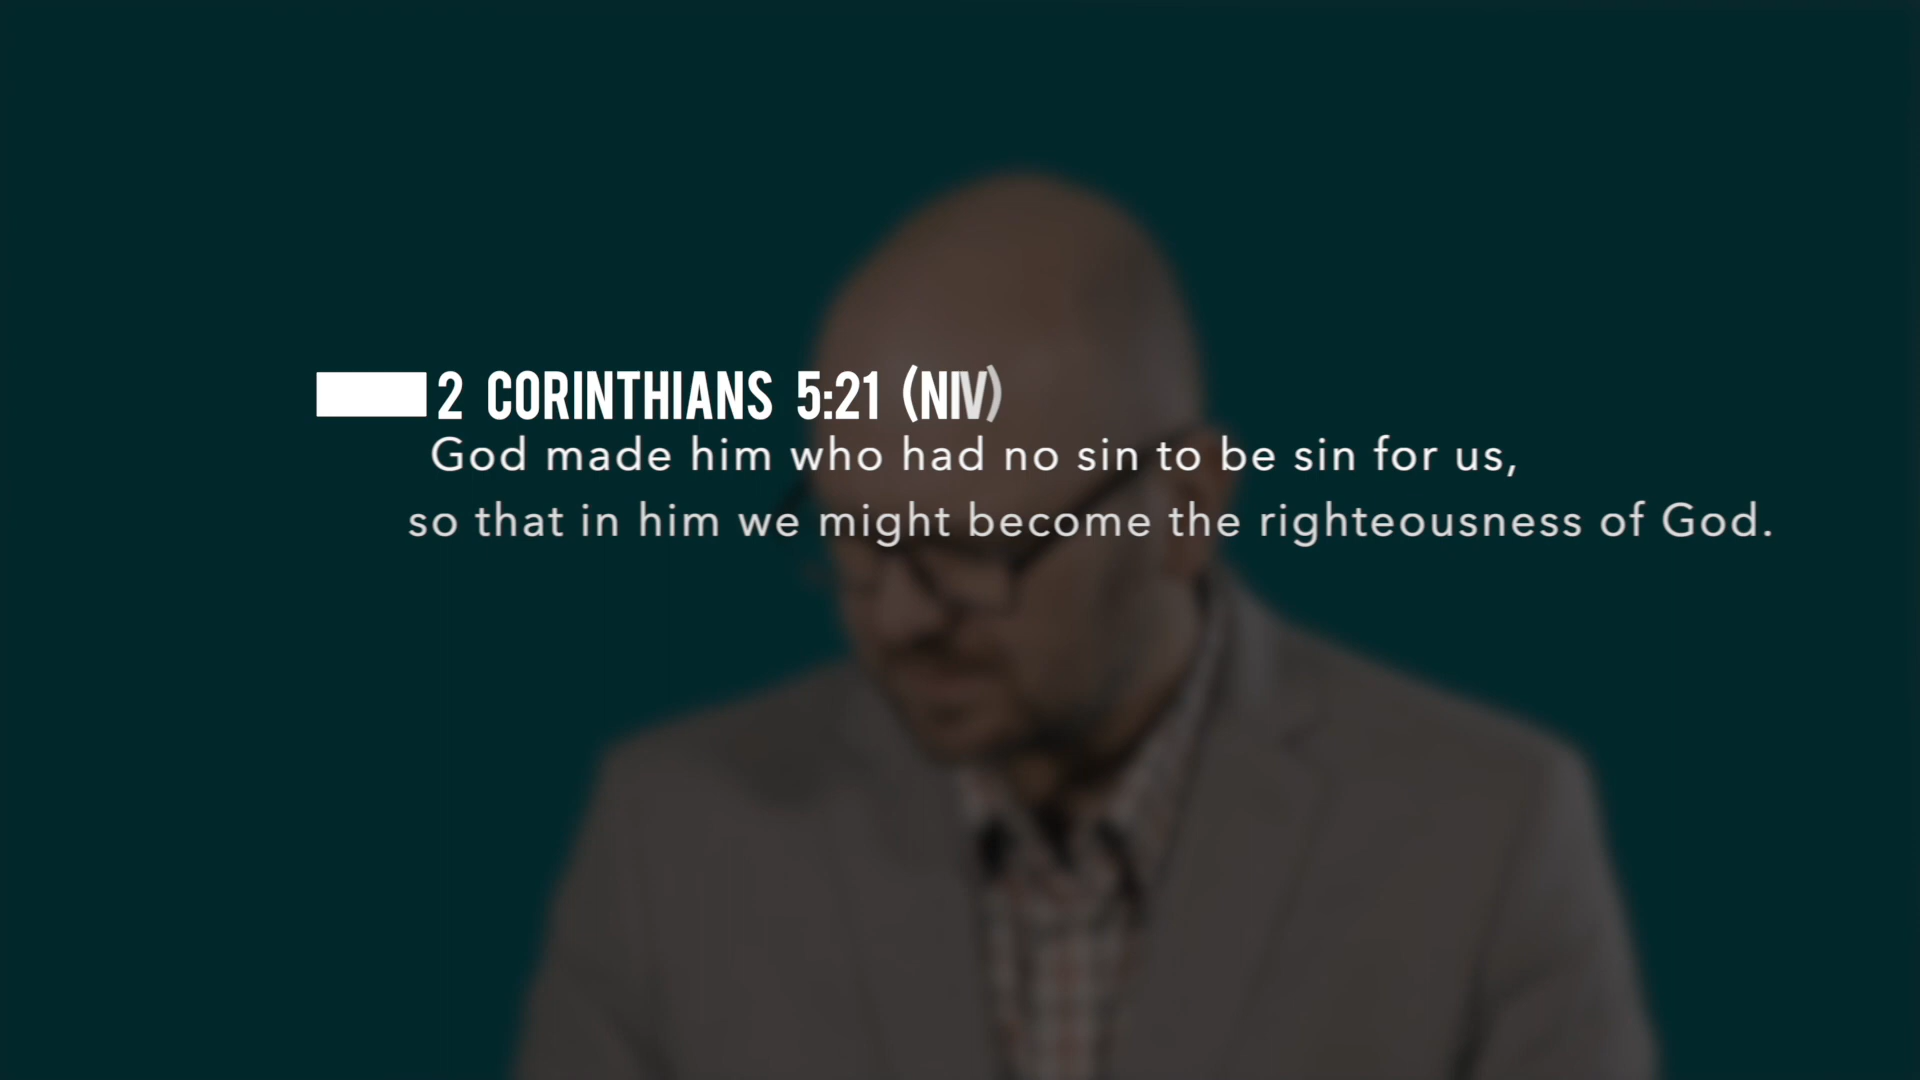 2 CORINTHIANS 5:21 (NIV)
God made him who had no sin to be sin for us,
so that in him we might become the righteousness of God.